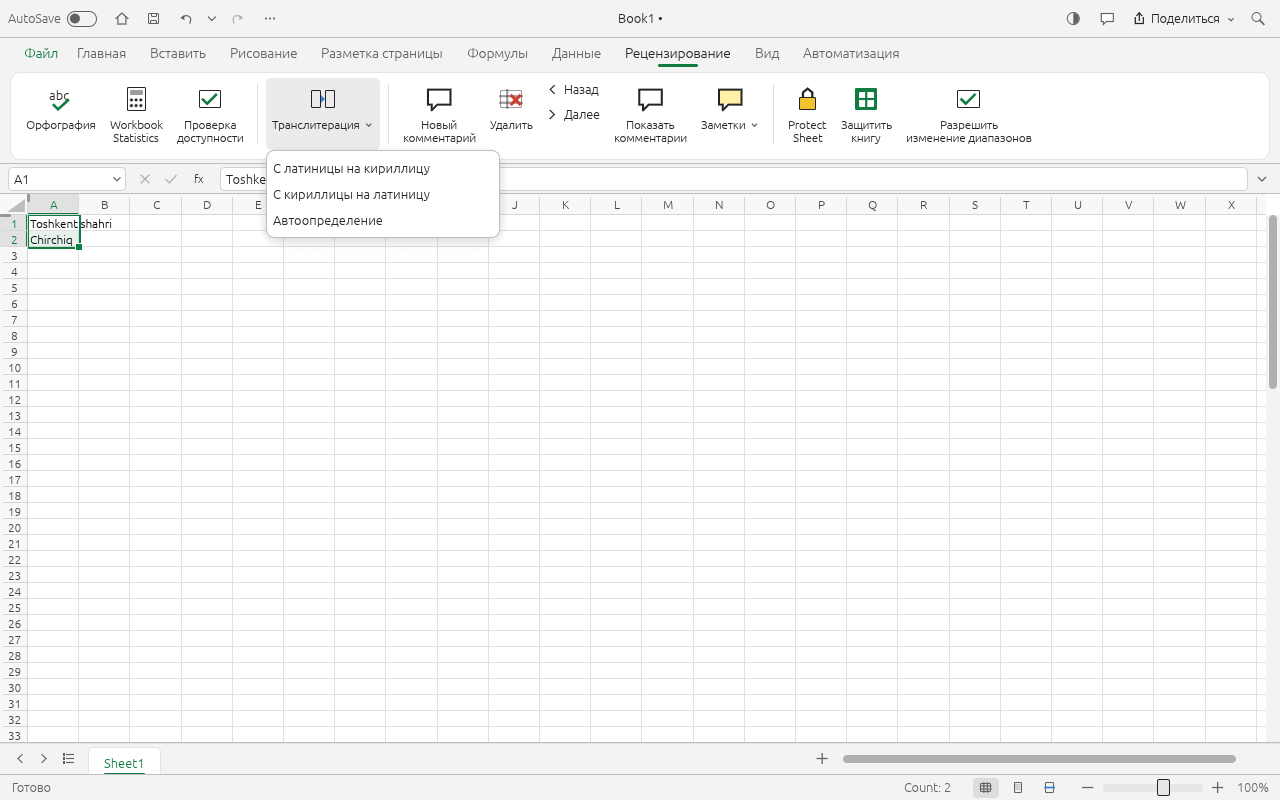 AutoSave
Book1 •
Поделиться
Файл Главная Вставить Рисование Разметка страницы Формулы Данные Рецензирование Вид Автоматизация
abc
Орфография
Workbook
Statistics
Проверка
доступности
Транслитерация
Новый
комментарий
Удалить
Назад
Далее
Показать
комментарии
Заметки
Protect
Sheet
Защитить
книгу
Разрешить
изменение диапазонов
С латиницы на кириллицу
С кириллицы на латиницу
Автоопределение
A1
fx
Toshke
A B C D E J K L M N O P Q R S T U V W X
1 Toshkent shahri
2 Chirchiq
3
4
5
6
7
8
9
10
11
12
13
14
15
16
17
18
19
20
21
22
23
24
25
26
27
28
29
30
31
32
33
Sheet1
Готово
Count: 2
100%